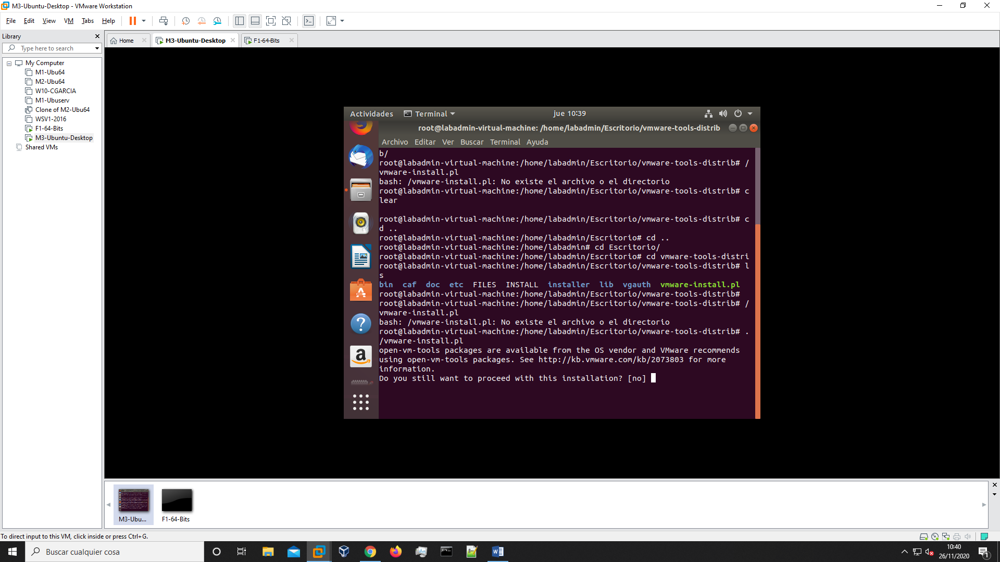 M3-Ubuntu-Desktop - VMware Workstation
File Edit View VM Tabs Help
Library
Type here to search
My Computer
M1-Ubu64
M2-Ubu64
W10-CGARCIA
M1-Ubuserv
Clone of M2-Ubu64
WSV1-2016
F1-64-Bits
M3-Ubuntu-Desktop
Shared VMs
Home M3-Ubuntu-Desktop F1-64-Bits
Actividades Terminal jue 10:39
root@labadmin-virtual-machine: /home/labadmin/Escritorio/vmware-tools-distrib
Archivo Editar Ver Buscar Terminal Ayuda
b/
root@labadmin-virtual-machine:/home/labadmin/Escritorio/vmware-tools-distrib# /
vmware-install.pl
bash: /vmware-install.pl: No existe el archivo o el directorio
root@labadmin-virtual-machine:/home/labadmin/Escritorio/vmware-tools-distrib# c
lear
root@labadmin-virtual-machine:/home/labadmin/Escritorio/vmware-tools-distrib# c
d ..
root@labadmin-virtual-machine:/home/labadmin/Escritorio# cd ..
root@labadmin-virtual-machine:/home/labadmin# cd Escritorio/
root@labadmin-virtual-machine:/home/labadmin/Escritorio# cd vmware-tools-distri
root@labadmin-virtual-machine:/home/labadmin/Escritorio/vmware-tools-distrib# l
s
bin caf doc etc FILES INSTALL installer lib vgauth vmware-install.pl
root@labadmin-virtual-machine:/home/labadmin/Escritorio/vmware-tools-distrib#
root@labadmin-virtual-machine:/home/labadmin/Escritorio/vmware-tools-distrib# /
vmware-install.pl
bash: /vmware-install.pl: No existe el archivo o el directorio
root@labadmin-virtual-machine:/home/labadmin/Escritorio/vmware-tools-distrib# .
/vmware-install.pl
open-vm-tools packages are available from the OS vendor and VMware recommends
using open-vm-tools packages. See http://kb.vmware.com/kb/2073803 for more
information.
Do you still want to proceed with this installation? [no]
M3-Ubu... F1-64-Bits
To direct input to this VM, click inside or press Ctrl+G.
Buscar cualquier cosa
10:40
26/11/2020
1